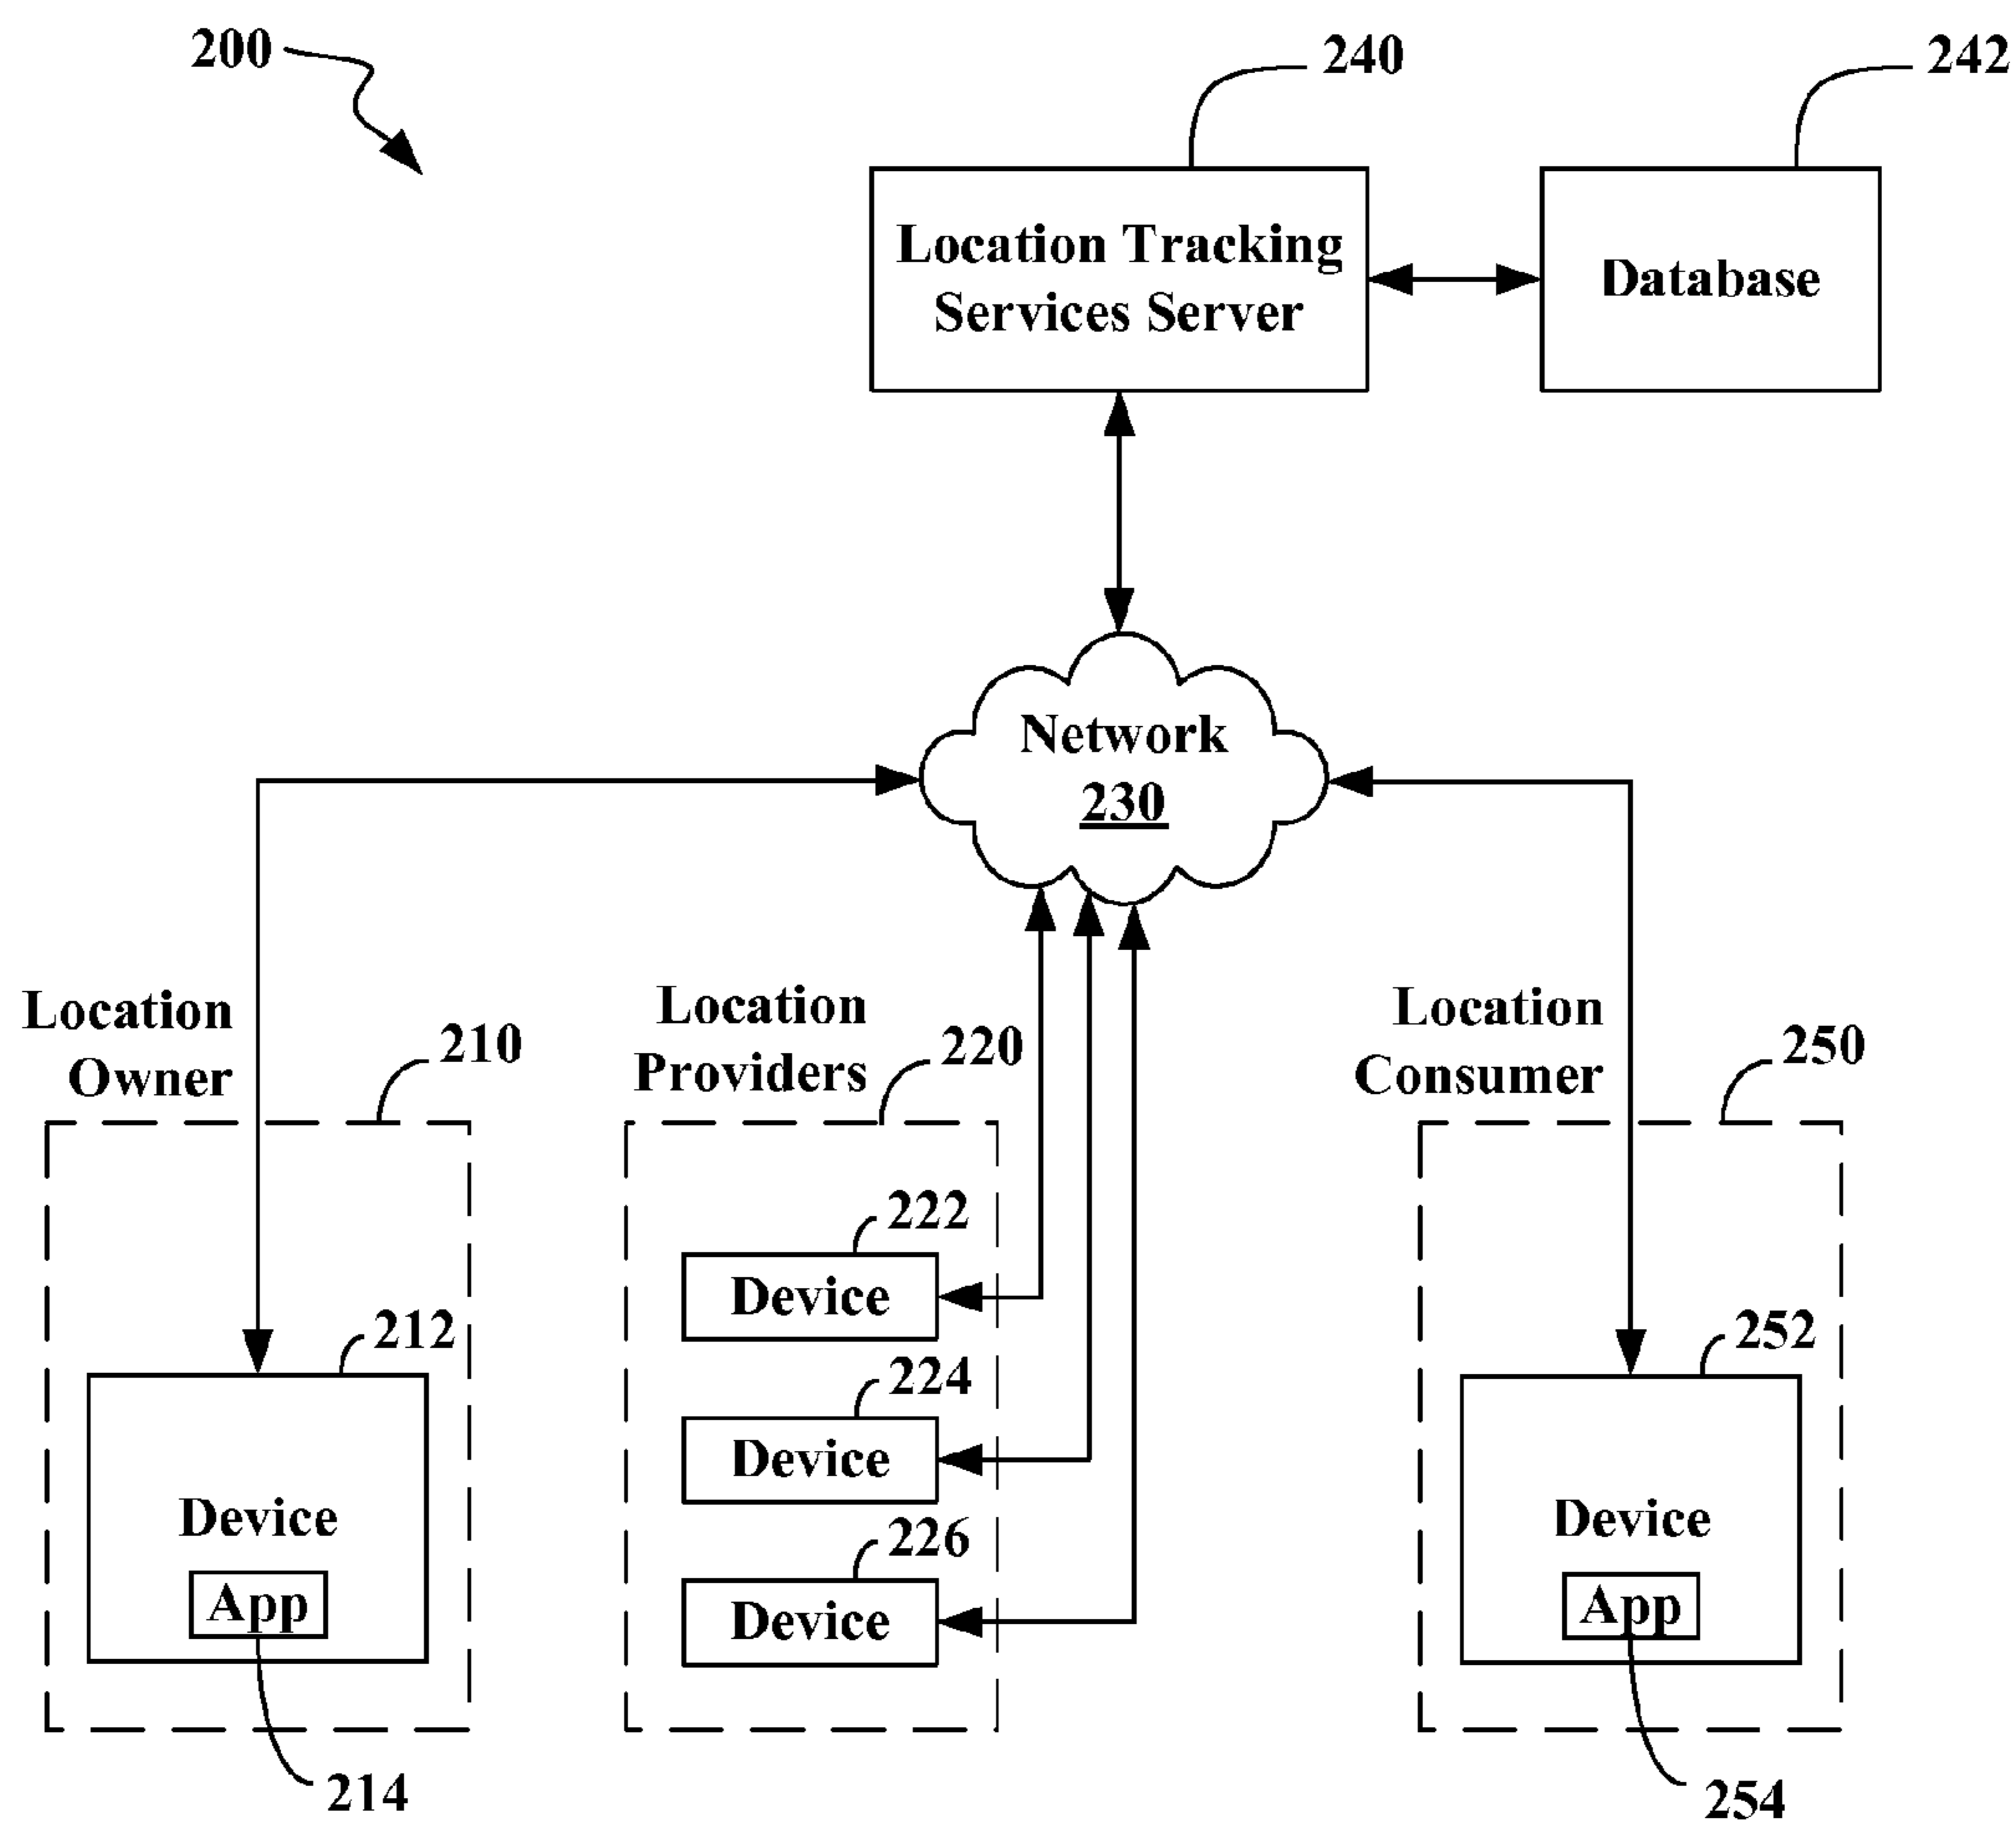 200
240
242
Location Tracking
Services Server
Database
Network
230
Location
Owner
210
Location
Providers
220
Location
Consumer
250
222
Device
224
Device
226
Device
212
Device
App
214
252
Device
App
254